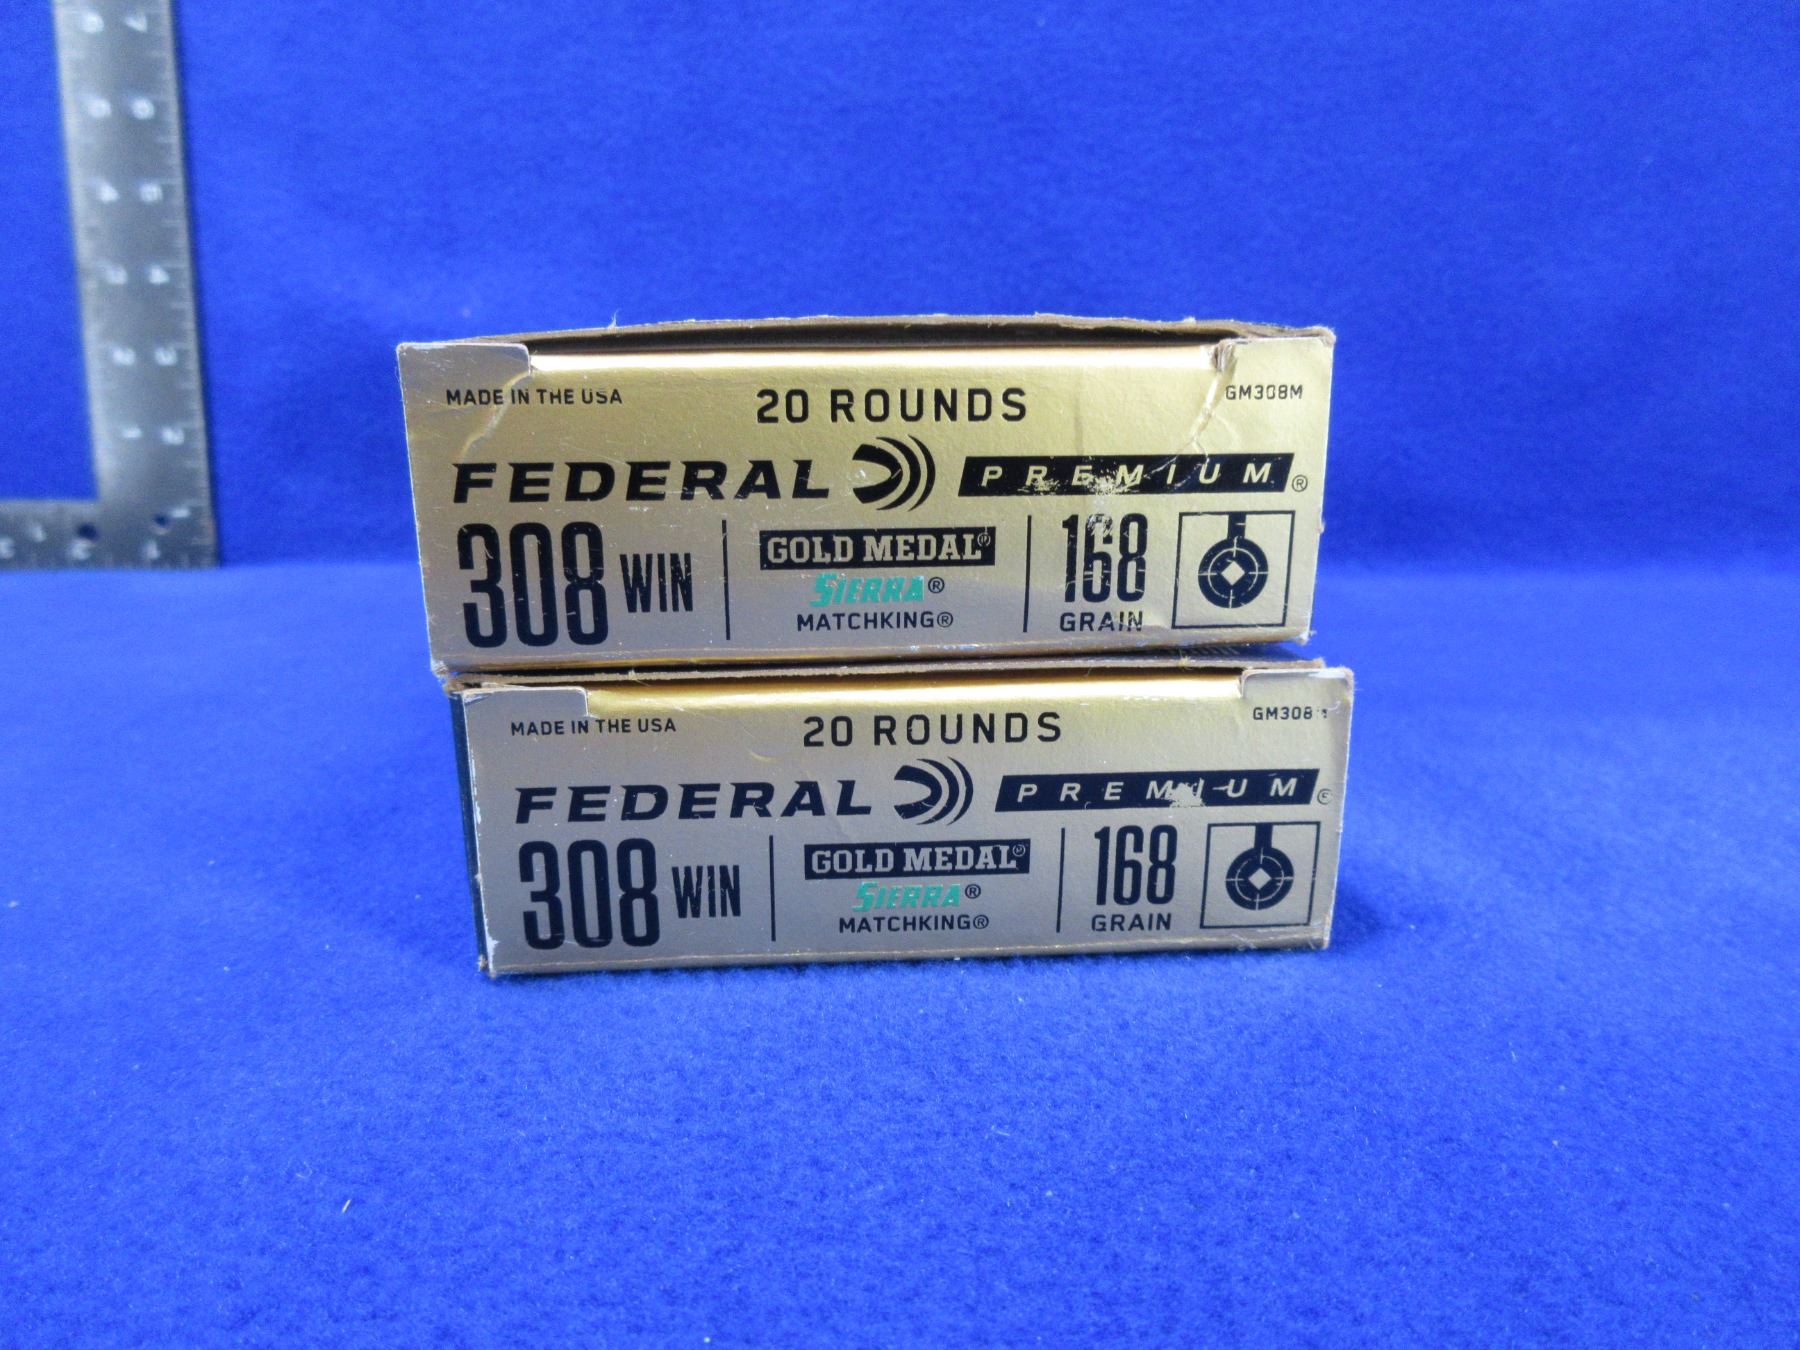 MADE IN THE USA 20 ROUNDS GM308M
FEDERAL PREMIUM®
308 WIN
GOLD MEDAL®
SIERRA®
MATCHKING®
168
GRAIN
MADE IN THE USA 20 ROUNDS GM308
FEDERAL PREMIUM®
308 WIN
GOLD MEDAL®
SIERRA®
MATCHKING®
168
GRAIN